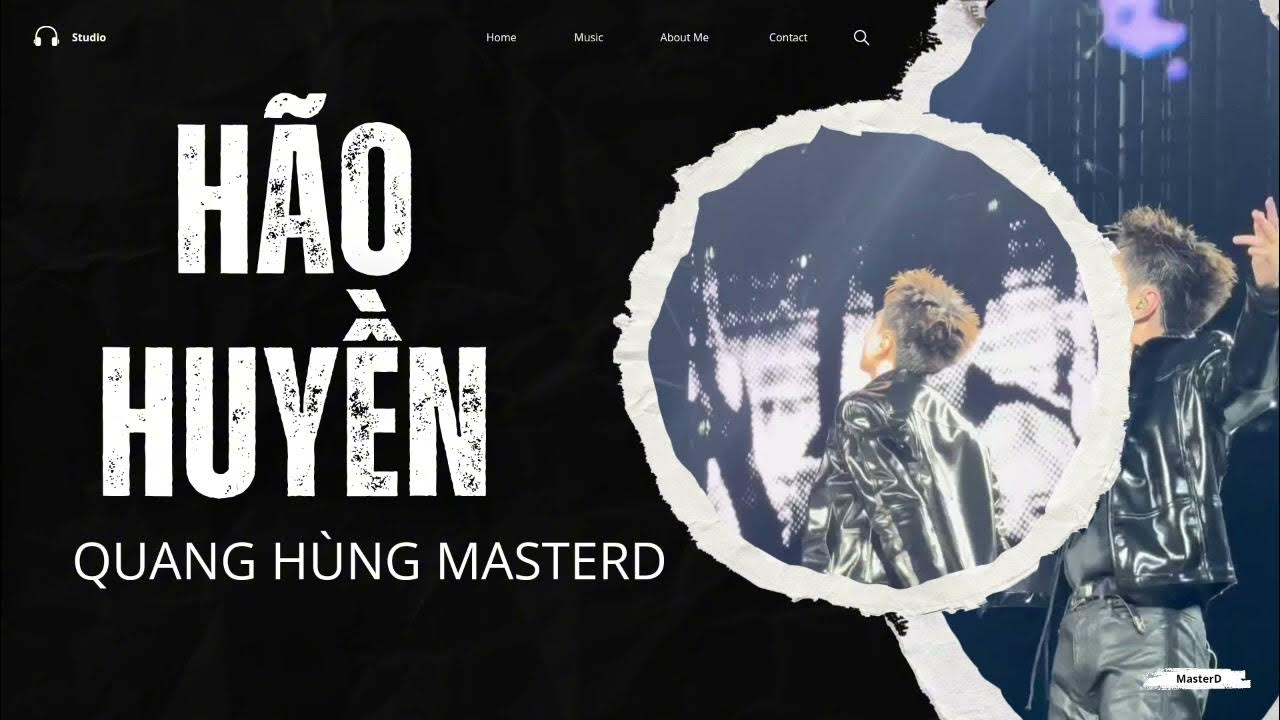 Studio
Home
Music
About Me
Contact
HÃO
HUYỀN
QUANG HÙNG MASTERD
MasterD